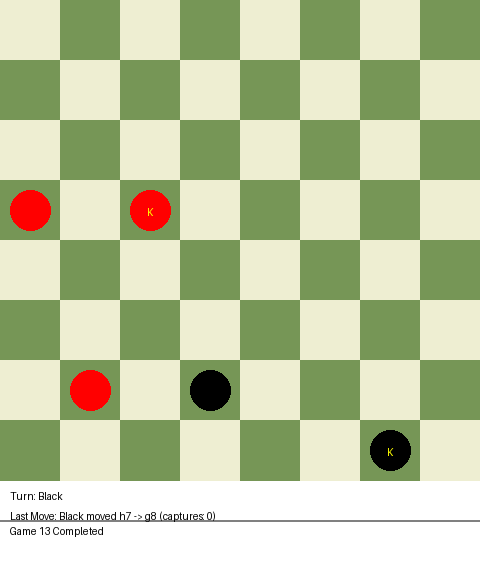 K
K
Turn: Black
Last Move: Black moved h7 -> g8 (captures: 0)
Game 13 Completed